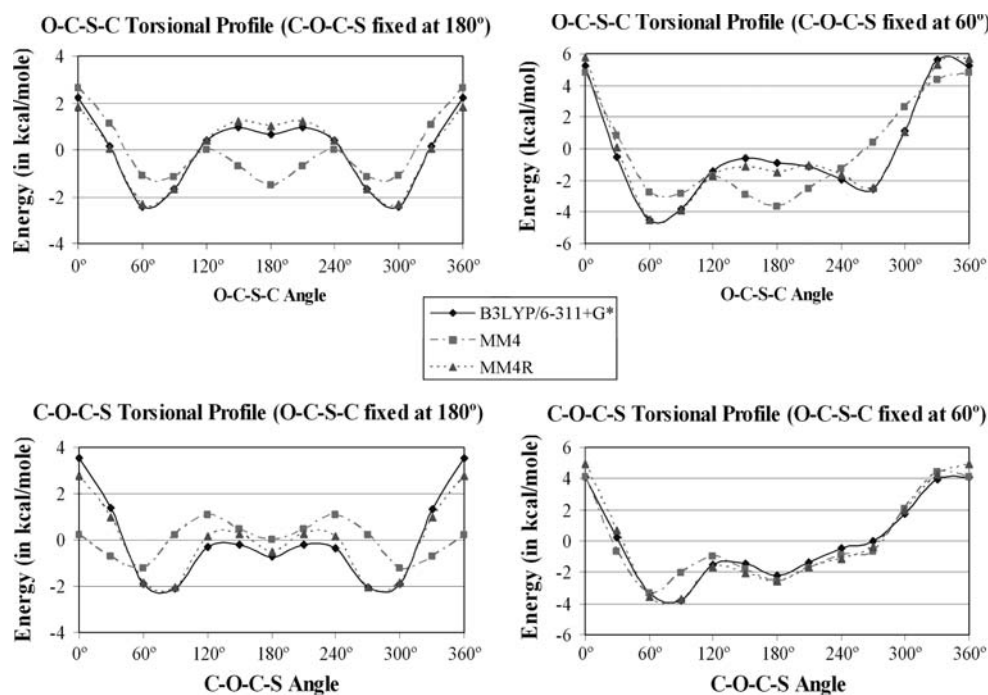 O-C-S-C Torsional Profile (C-O-C-S fixed at 180º)
Energy (in kcal/mole)
4
2
0
-2
-4
0º 60º 120º 180º 240º 300º 360º
O-C-S-C Angle
O-C-S-C Torsional Profile (C-O-C-S fixed at 60º)
Energy (kcal/mol)
6
4
2
0
-2
-4
-6
0º 60º 120º 180º 240º 300º 360º
O-C-S-C Angle
B3LYP/6-311+G*
MM4
MM4R
C-O-C-S Torsional Profile (O-C-S-C fixed at 180º)
Energy (in kcal/mole)
4
2
0
-2
-4
0º 60º 120º 180º 240º 300º 360º
C-O-C-S Angle
C-O-C-S Torsional Profile (O-C-S-C fixed at 60º)
Energy (in kcal/mole)
6
4
2
0
-2
-4
-6
0º 60º 120º 180º 240º 300º 360º
C-O-C-S Angle